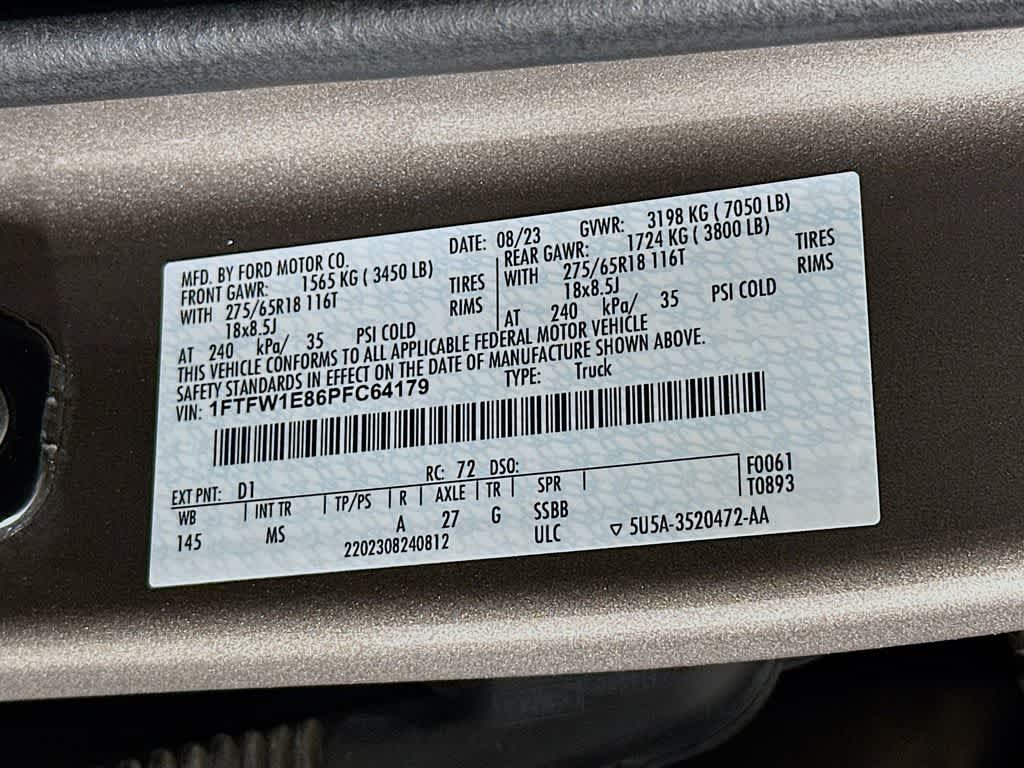 MFD. BY FORD MOTOR CO. DATE: 08/23 GVWR: 3198 KG ( 7050 LB)
FRONT GAWR: 1565 KG ( 3450 LB) REAR GAWR: 1724 KG ( 3800 LB)
WITH 275/65R18 116T TIRES WITH 275/65R18 116T TIRES
18x8.5J RIMS 18x8.5J RIMS
AT 240 kPa/ 35 PSI COLD AT 240 kPa/ 35 PSI COLD
THIS VEHICLE CONFORMS TO ALL APPLICABLE FEDERAL MOTOR VEHICLE
SAFETY STANDARDS IN EFFECT ON THE DATE OF MANUFACTURE SHOWN ABOVE.
VIN: 1FTFW1E86PFC64179 TYPE: Truck
EXT PNT: D1 RC: 72 DSO: F0061
WB INT TR TP/PS R AXLE TR SPR T0893
145 MS A 27 G SSBB
2202308240812 ULC ▽ 5U5A-3520472-AA